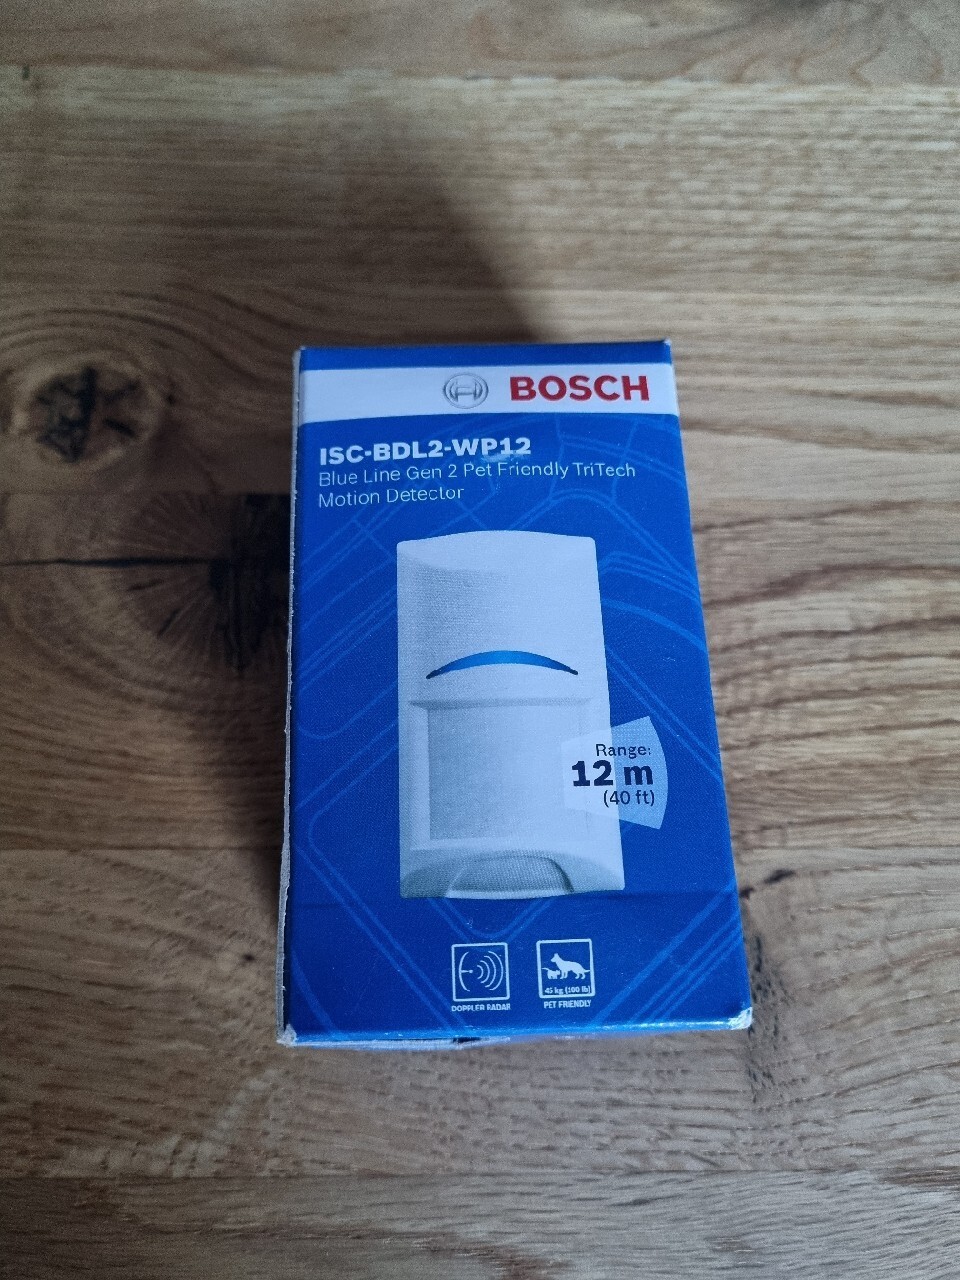 BOSCH
ISC-BDL2-WP12
Blue Line Gen 2 Pet Friendly TriTech
Motion Detector
Range:
12 m
(40 ft)
45 kg (100 lb)
DOPPLER RADAR
PET FRIENDLY